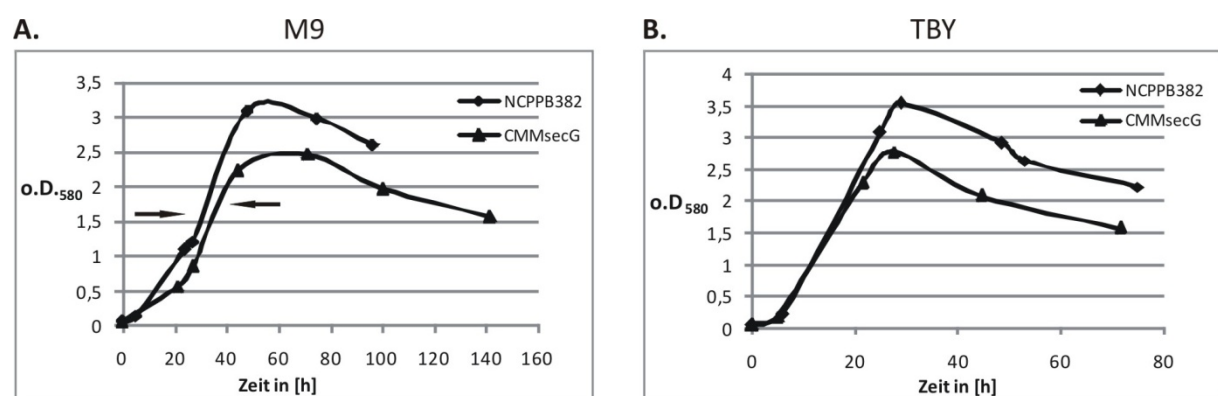 A. M9
3,5
3
2,5
2
1,5
1
0,5
0
o.D.580
0 20 40 60 80 100 120 140 160
Zeit in [h]
NCPPB382
CMMsecG
B. TBY
4
3,5
3
2,5
2
1,5
1
0,5
0
o.D580
0 20 40 60 80
Zeit in [h]
NCPPB382
CMMsecG